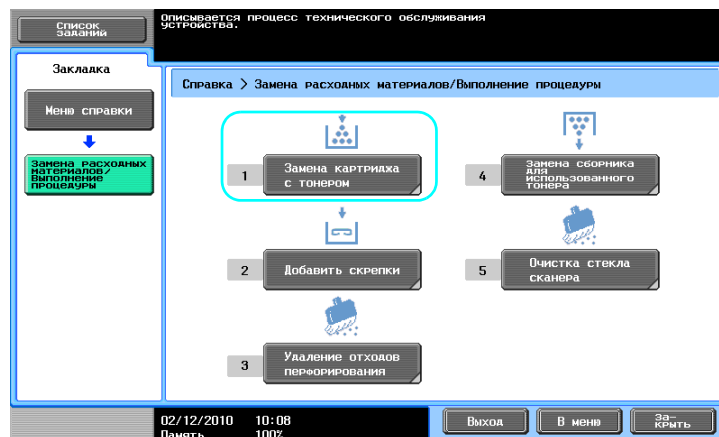 Список
заданий
Описывается процесс технического обслуживания
устройства.
Закладка
Меню справки
Замена расходных
материалов/
Выполнение
процедуры
Справка > Замена расходных материалов/Выполнение процедуры
1
Замена картриджа
с тонером
2
Добавить скрепки
3
Удаление отходов
перфорирования
4
Замена сборника
для
использованного
тонера
5
Очистка стекла
сканера
02/12/2010 10:08
Память 100%
Выход
В меню
За-
крыть